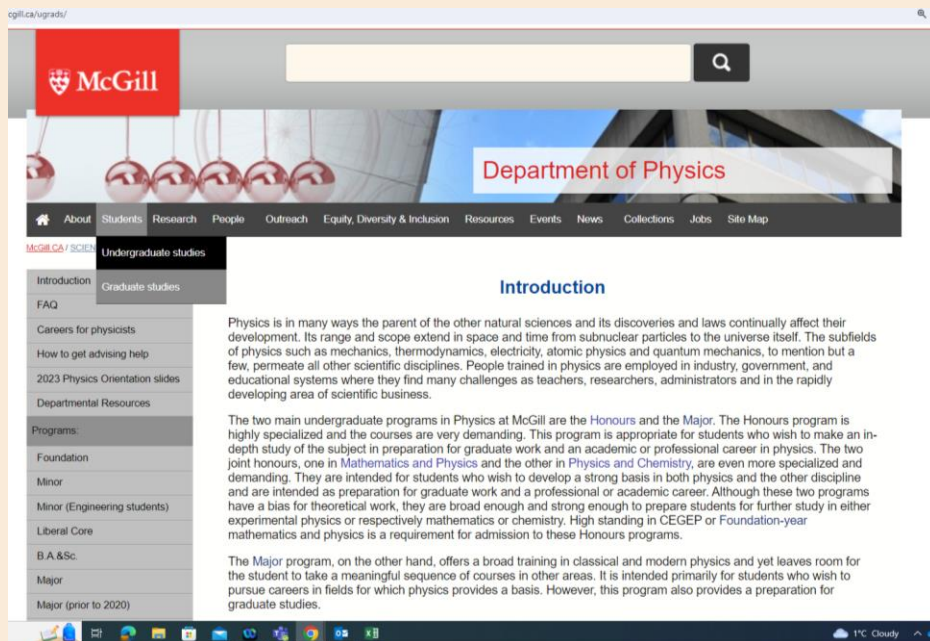 cgill.ca/ugrads/
McGill
Department of Physics
About Students Research People Outreach Equity, Diversity & Inclusion Resources Events News Collections Jobs Site Map
McGill.CA / SCIEN
Undergraduate studies
Graduate studies
Introduction
FAQ
Careers for physicists
How to get advising help
2023 Physics Orientation slides
Departmental Resources
Programs:
Foundation
Minor
Minor (Engineering students)
Liberal Core
B.A.&Sc.
Major
Major (prior to 2020)
Introduction
Physics is in many ways the parent of the other natural sciences and its discoveries and laws continually affect their
development. Its range and scope extend in space and time from subnuclear particles to the universe itself. The subfields
of physics such as mechanics, thermodynamics, electricity, atomic physics and quantum mechanics, to mention but a
few, permeate all other scientific disciplines. People trained in physics are employed in industry, government, and
educational systems where they find many challenges as teachers, researchers, administrators and in the rapidly
developing area of scientific business.
The two main undergraduate programs in Physics at McGill are the Honours and the Major. The Honours program is
highly specialized and the courses are very demanding. This program is appropriate for students who wish to make an in-
depth study of the subject in preparation for graduate work and an academic or professional career in physics. The two
joint honours, one in Mathematics and Physics and the other in Physics and Chemistry, are even more specialized and
demanding. They are intended for students who wish to develop a strong basis in both physics and the other discipline
and are intended as preparation for graduate work and a professional or academic career. Although these two programs
have a bias for theoretical work, they are broad enough and strong enough to prepare students for further study in either
experimental physics or respectively mathematics or chemistry. High standing in CEGEP or Foundation-year
mathematics and physics is a requirement for admission to these Honours programs.
The Major program, on the other hand, offers a broad training in classical and modern physics and yet leaves room for
the student to take a meaningful sequence of courses in other areas. It is intended primarily for students who wish to
pursue careers in fields for which physics provides a basis. However, this program also provides a preparation for
graduate studies.
1°C Cloudy